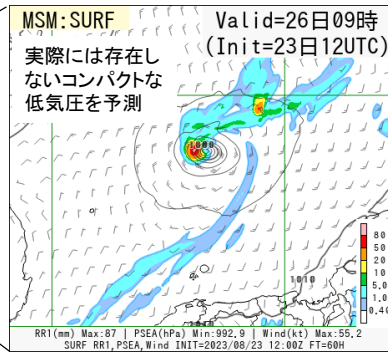 MSM:SURF
Valid=26日09時
(Init=23日12UTC)
実際には存在し
ないコンパクトな
低気圧を予測
1000
1010
80
50
20
10
5.0
1.0
0.40
RR1(mm) Max:87 | PSEA(hPa) Min:992.9 | Wind(kt) Max:55.2
SURF RR1,PSEA,Wind INIT=2023/08/23 12:00Z FT=60H